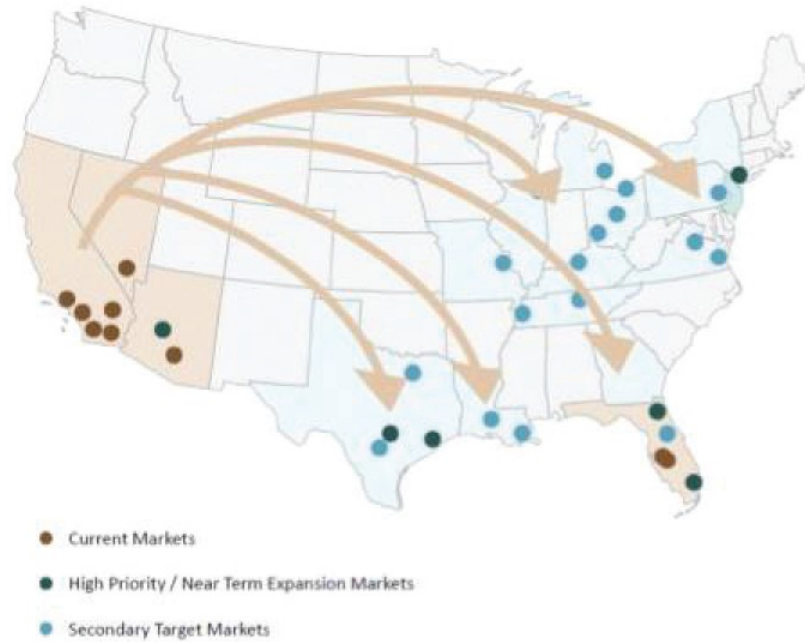 Current Markets
High Priority / Near Term Expansion Markets
Secondary Target Markets